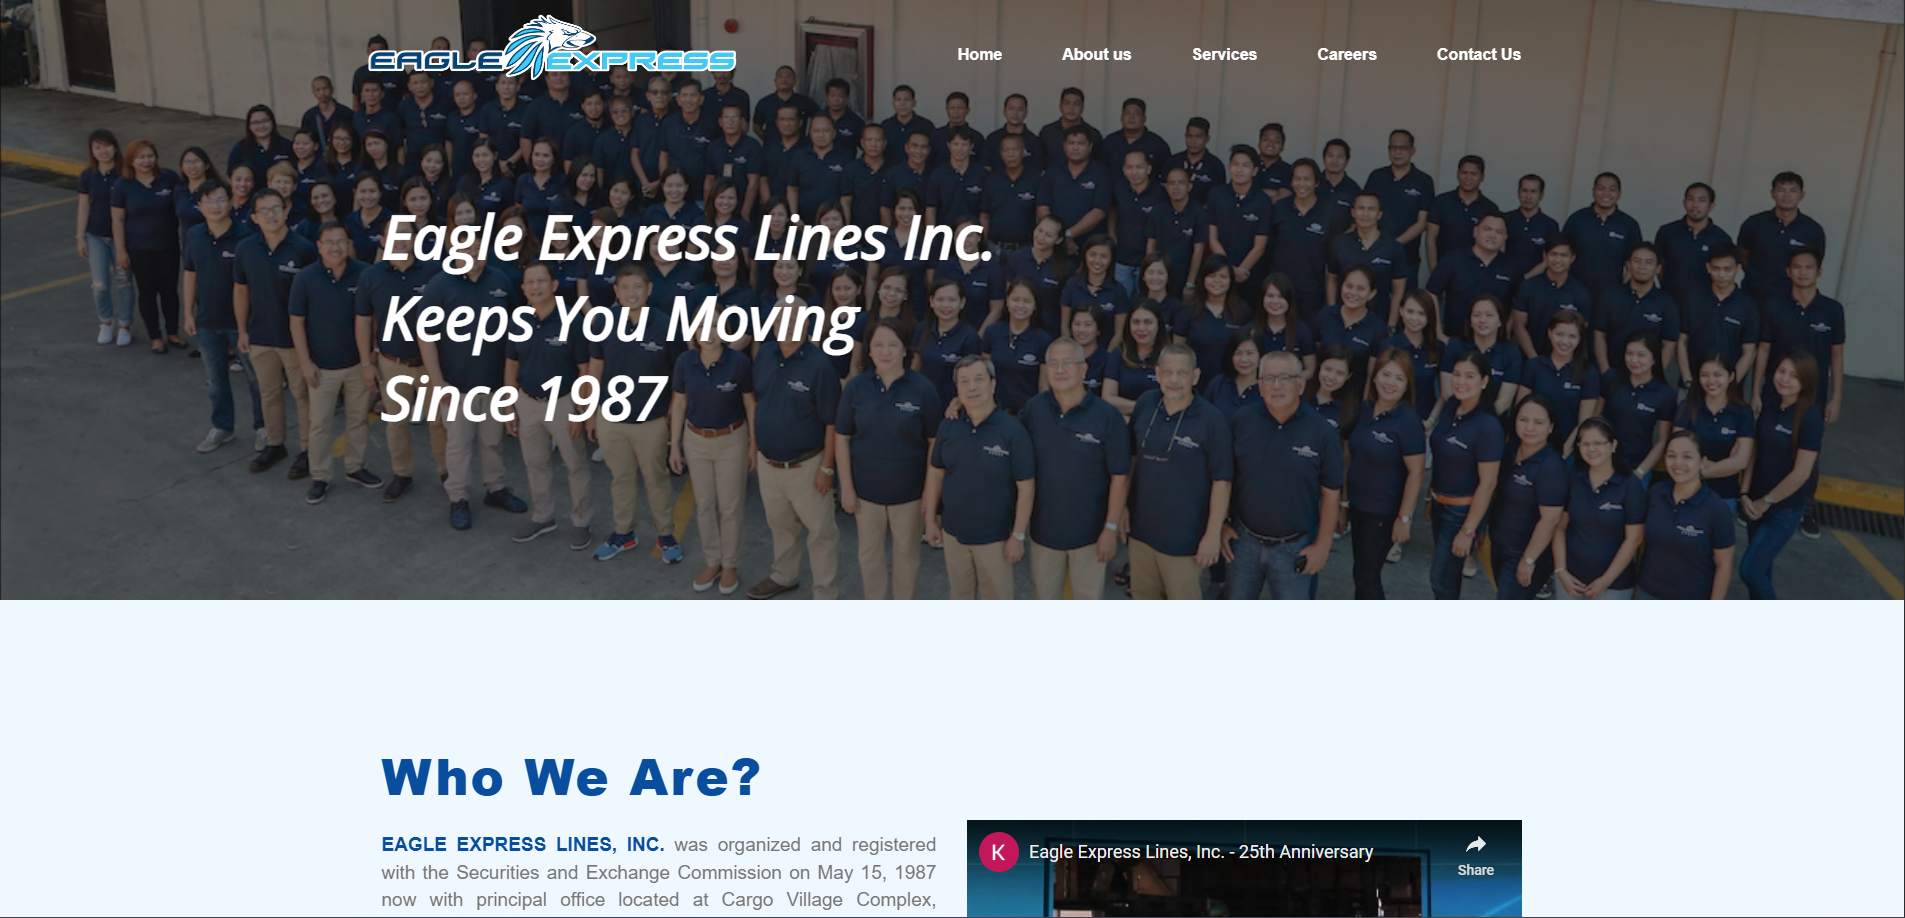 EAGLE EXPRESS
Home About us Services Careers Contact Us
Eagle Express Lines Inc.
Keeps You Moving
Since 1987
Who We Are?
EAGLE EXPRESS LINES, INC. was organized and registered
with the Securities and Exchange Commission on May 15, 1987
now with principal office located at Cargo Village Complex,
K
Eagle Express Lines, Inc. - 25th Anniversary
Share